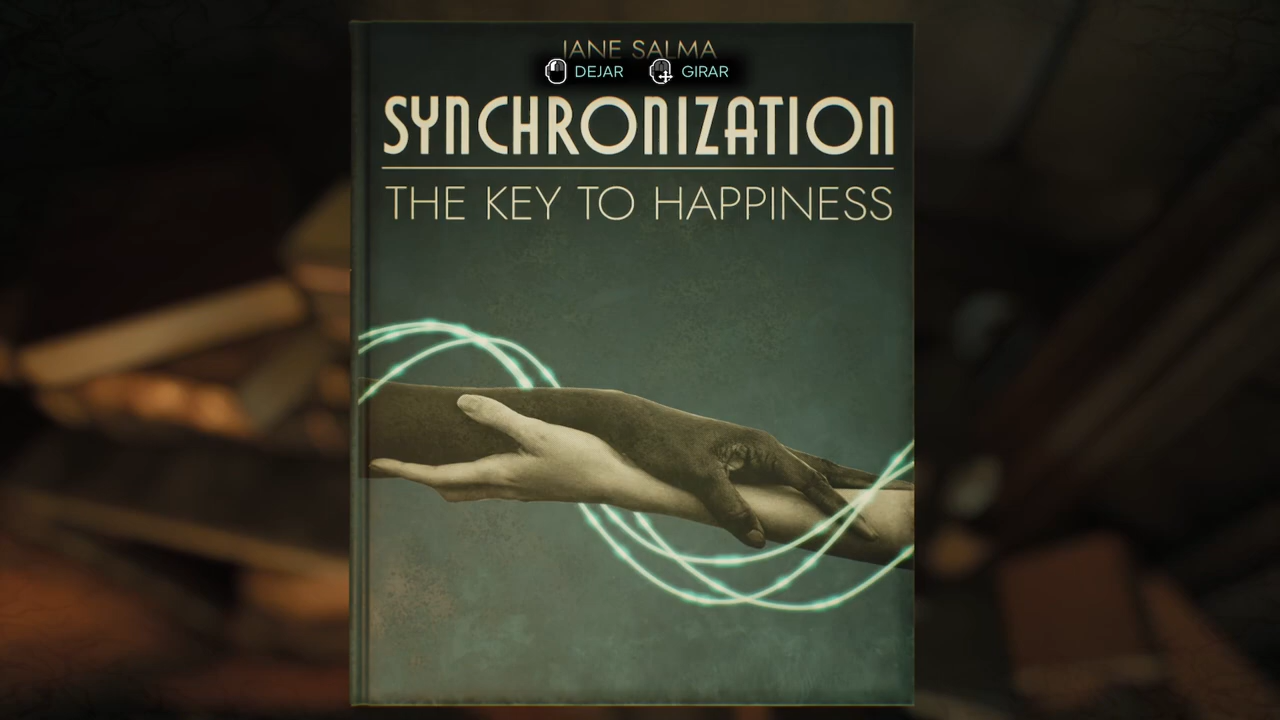 JANE SALMA
DEJAR GIRAR
SYNCHRONIZATION
THE KEY TO HAPPINESS